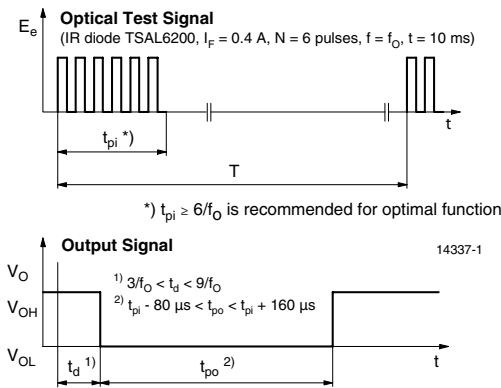 Optical Test Signal
(IR diode TSAL6200, I_F = 0.4 A, N = 6 pulses, f = f_O, t = 10 ms)
E_e
t
t_pi *)
T
*) t_pi ≥ 6/f_O is recommended for optimal function
Output Signal
14337-1
V_O
V_OH
V_OL
1) 3/f_O < t_d < 9/f_O
2) t_pi - 80 µs < t_po < t_pi + 160 µs
t_d 1)
t_po 2)
t